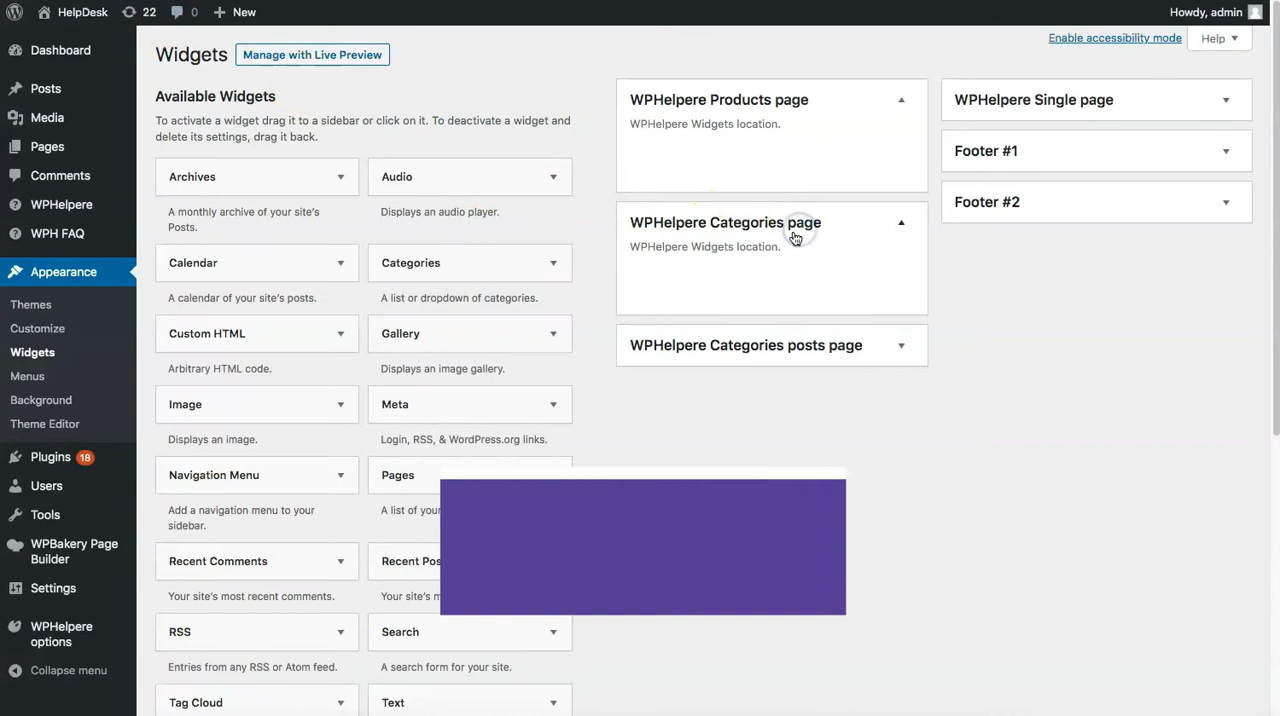 HelpDesk 22 0 New Howdy, admin
Dashboard
Posts
Media
Pages
Comments
WPHelpere
WPH FAQ
Appearance
Themes
Customize
Widgets
Menus
Background
Theme Editor
Plugins 18
Users
Tools
WPBakery Page
Builder
Settings
WPHelpere
options
Collapse menu
Widgets Manage with Live Preview
Enable accessibility mode Help
Available Widgets
To activate a widget drag it to a sidebar or click on it. To deactivate a widget and
delete its settings, drag it back.
Archives
A monthly archive of your site's
Posts.
Audio
Displays an audio player.
Calendar
A calendar of your site's posts.
Categories
A list or dropdown of categories.
Custom HTML
Arbitrary HTML code.
Gallery
Displays an image gallery.
Image
Displays an image.
Meta
Login, RSS, & WordPress.org links.
Navigation Menu
Add a navigation menu to your
sidebar.
Pages
A list of your
Recent Comments
Your site's most recent comments.
Recent Pos
Your site's m
RSS
Entries from any RSS or Atom feed.
Search
A search form for your site.
Tag Cloud
Text
WPHelpere Products page
WPHelpere Widgets location.
WPHelpere Categories page
WPHelpere Widgets location.
WPHelpere Categories posts page
WPHelpere Single page
Footer #1
Footer #2